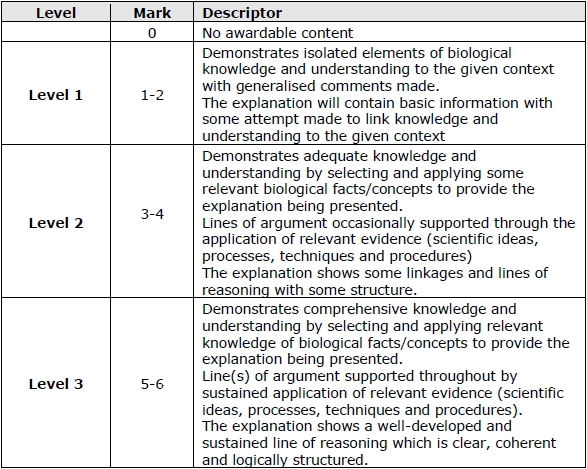 Level Mark Descriptor
0 No awardable content
Level 1 1-2 Demonstrates isolated elements of biological
knowledge and understanding to the given context
with generalised comments made.
The explanation will contain basic information with
some attempt made to link knowledge and
understanding to the given context
Level 2 3-4 Demonstrates adequate knowledge and
understanding by selecting and applying some
relevant biological facts/concepts to provide the
explanation being presented.
Lines of argument occasionally supported through the
application of relevant evidence (scientific ideas,
processes, techniques and procedures)
The explanation shows some linkages and lines of
reasoning with some structure.
Level 3 5-6 Demonstrates comprehensive knowledge and
understanding by selecting and applying relevant
knowledge of biological facts/concepts to provide the
explanation being presented.
Line(s) of argument supported throughout by
sustained application of relevant evidence (scientific
ideas, processes, techniques and procedures).
The explanation shows a well-developed and
sustained line of reasoning which is clear, coherent
and logically structured.